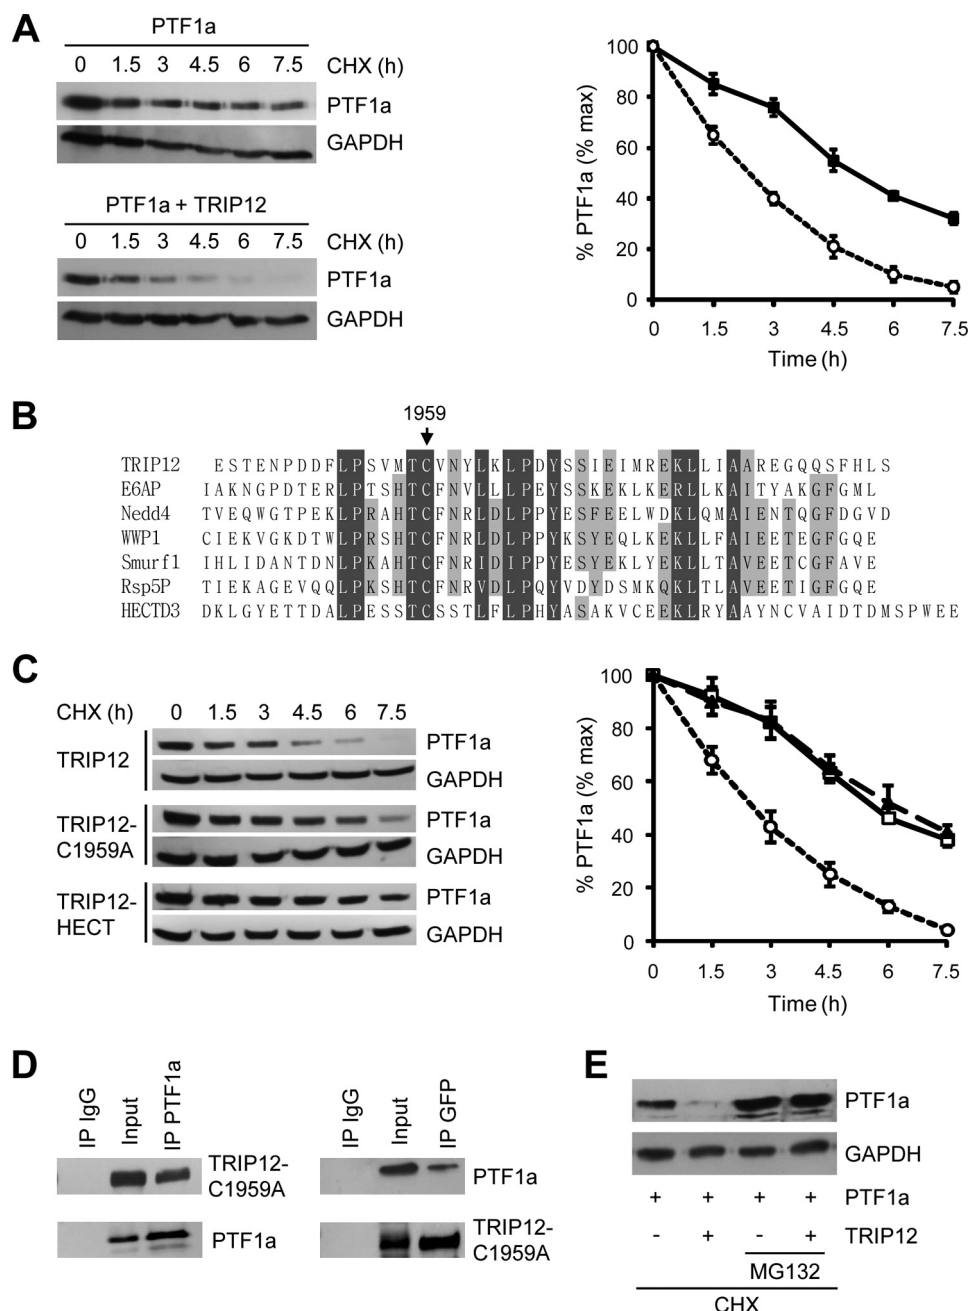 A
PTF1a
0 1.5 3 4.5 6 7.5 CHX (h)
PTF1a
GAPDH
PTF1a + TRIP12
0 1.5 3 4.5 6 7.5 CHX (h)
PTF1a
GAPDH
% PTF1a (% max)
100
80
60
40
20
0
0 1.5 3 4.5 6 7.5
Time (h)
B
1959
TRIP12 ESTENPDDFLPSVMTCVNYLKLPDYSSIEIMREKLLIAAREGQQSFHLS
E6AP IAKNGPDTERLPTSHTCFNVLLLPEYSSKEKLKERLLKAITYAKGFGML
Nedd4 TVEQWGTPEKLPRAHTCFNRLDLPPYESFEELWDKLQMAIENTQGFDGVD
WWP1 CIEKVGKDTWLPRSHTCFNRLDLPPYKSYEQLKEKLLFAIEETEGFGQE
Smurf1 IHLIDANTDNLPKAHTCFNRIDIPPYESYEKLYEKLLTAVEETCGFAVE
Rsp5P TIEKAGEVQQLPKAHTCFNRVDLPQYVDYDSMKQKLTLAVEETIGFGQE
HECTD3 DKLGYETTDALPESSTCSSTLFLPHYASAKVCEEKLRYAAYNCVAIDTDMSPWEE
C
CHX (h) 0 1.5 3 4.5 6 7.5
TRIP12
PTF1a
GAPDH
TRIP12-
C1959A
PTF1a
GAPDH
TRIP12-
HECT
PTF1a
GAPDH
% PTF1a (% max)
100
80
60
40
20
0
0 1.5 3 4.5 6 7.5
Time (h)
D
IP IgG
Input
IP PTF1a
TRIP12-
C1959A
PTF1a
IP IgG
Input
IP GFP
PTF1a
TRIP12-
C1959A
E
PTF1a
GAPDH
+ + + + PTF1a
- + - + TRIP12
MG132
CHX